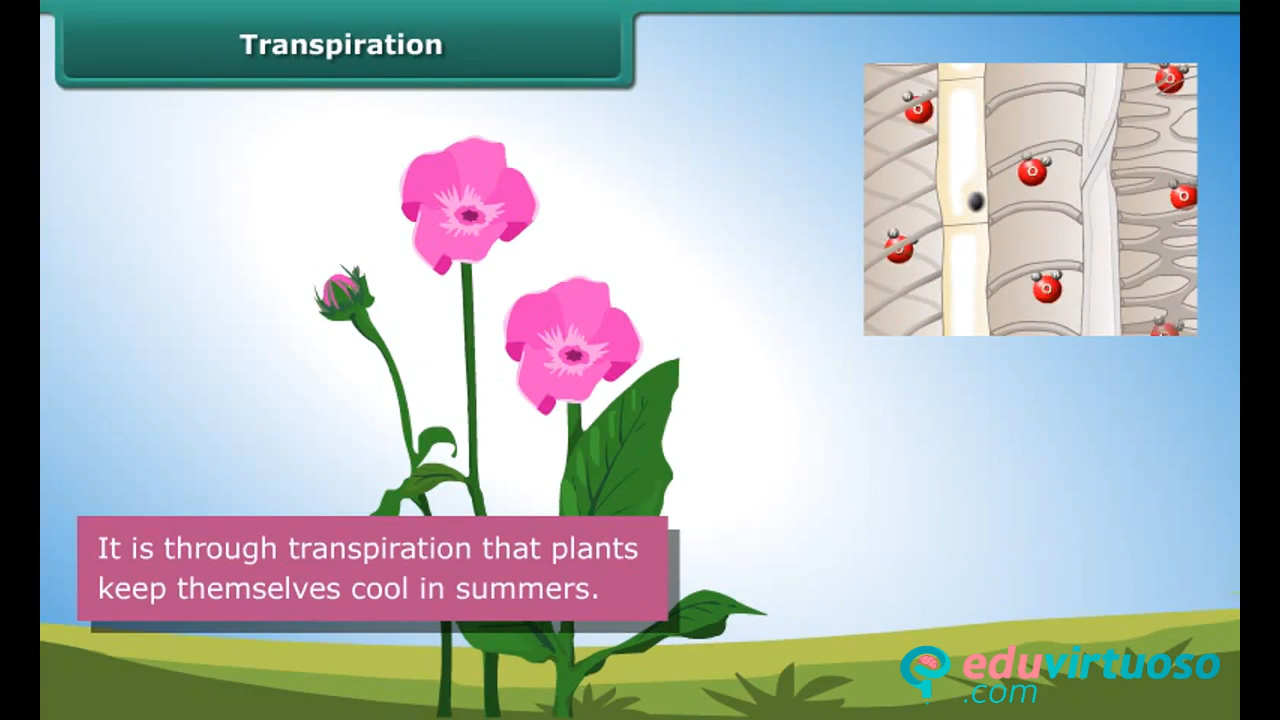 Transpiration
It is through transpiration that plants
keep themselves cool in summers.
eduvirtuoso
.com